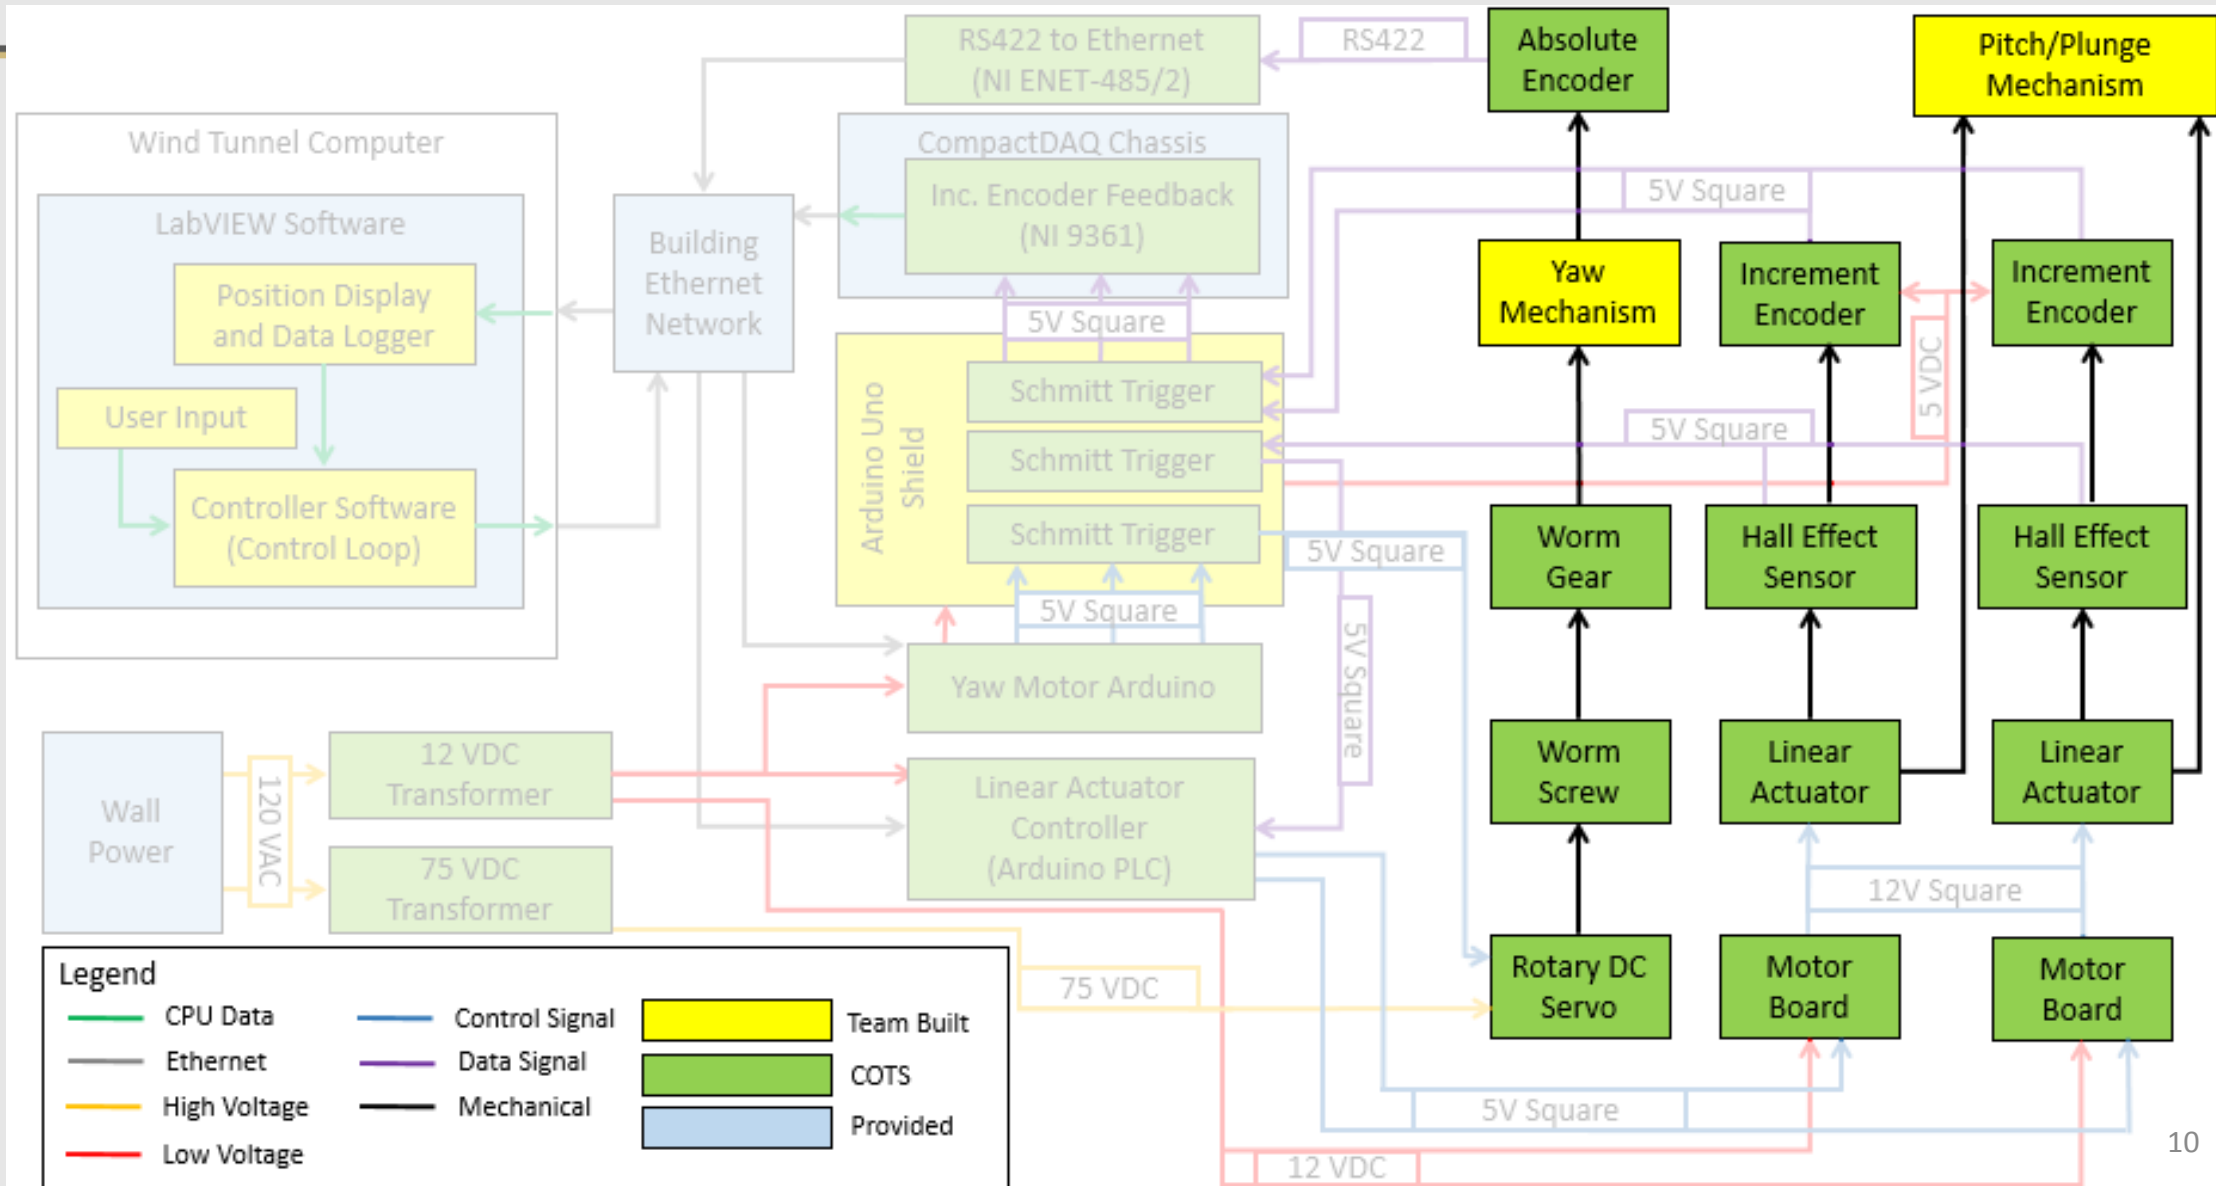 RS422 to Ethernet
(NI ENET-485/2)
RS422
Absolute
Encoder
Pitch/Plunge
Mechanism
Wind Tunnel Computer
LabVIEW Software
Position Display
and Data Logger
User Input
Controller Software
(Control Loop)
Building
Ethernet
Network
CompactDAQ Chassis
Inc. Encoder Feedback
(NI 9361)
5V Square
5V Square
Yaw
Mechanism
Increment
Encoder
Increment
Encoder
5 VDC
Arduino Uno
Shield
Schmitt Trigger
Schmitt Trigger
Schmitt Trigger
5V Square
5V Square
5V Square
5V Square
Worm
Gear
Hall Effect
Sensor
Hall Effect
Sensor
Yaw Motor Arduino
Wall
Power
120 VAC
12 VDC
Transformer
75 VDC
Transformer
Linear Actuator
Controller
(Arduino PLC)
Worm
Screw
Linear
Actuator
Linear
Actuator
12V Square
75 VDC
Rotary DC
Servo
Motor
Board
Motor
Board
5V Square
12 VDC
Legend
CPU Data
Ethernet
High Voltage
Low Voltage
Control Signal
Data Signal
Mechanical
Team Built
COTS
Provided
10